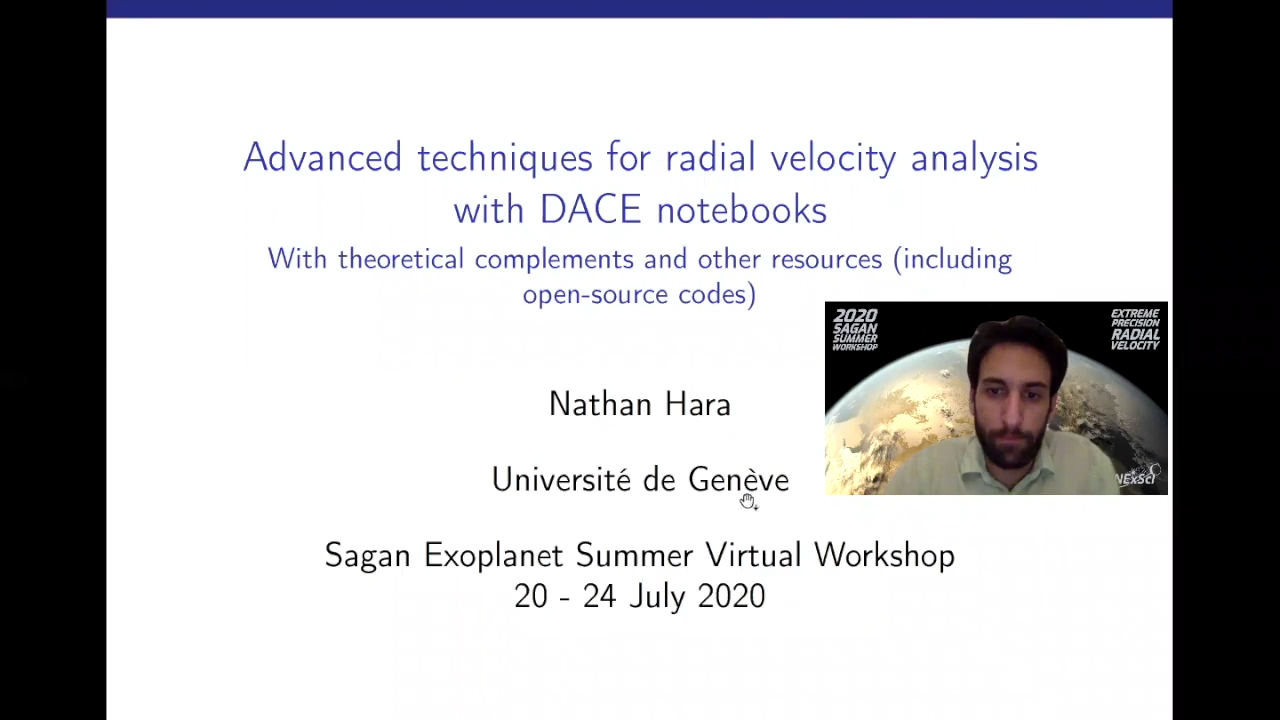 Advanced techniques for radial velocity analysis
with DACE notebooks
With theoretical complements and other resources (including
open-source codes)
2020
SAGAN
SUMMER
WORKSHOP
EXTREME
PRECISION
RADIAL
VELOCITY
Nathan Hara
Université de Genève
NExScI
Sagan Exoplanet Summer Virtual Workshop
20 - 24 July 2020